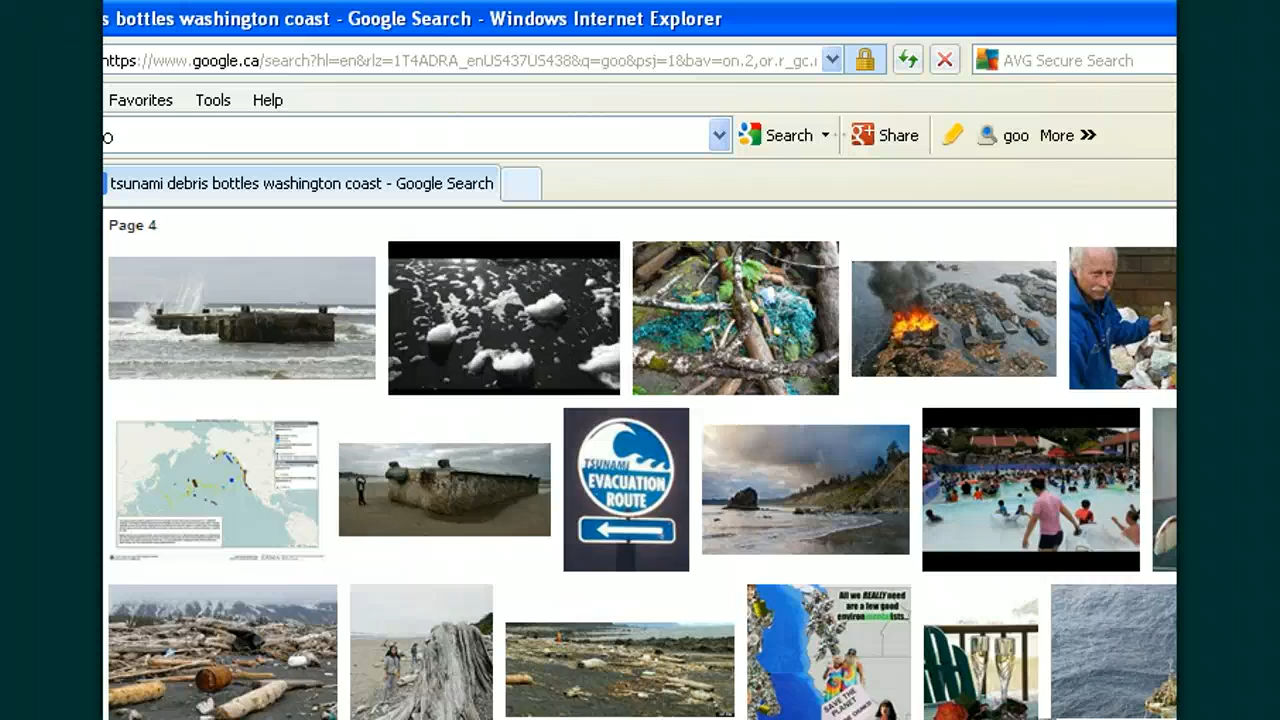 s bottles washington coast - Google Search - Windows Internet Explorer
https://www.google.ca/search?hl=en&rlz=1T4ADRA_enUS437US438&q=goo&psj=1&bav=on.2,or.r_gc.r
AVG Secure Search
Favorites Tools Help
o
Search Share goo More
tsunami debris bottles washington coast - Google Search
Page 4
TSUNAMI
EVACUATION
ROUTE
All we REALLY need
are a few good
environmentalists..
SAVE THE
PLANET